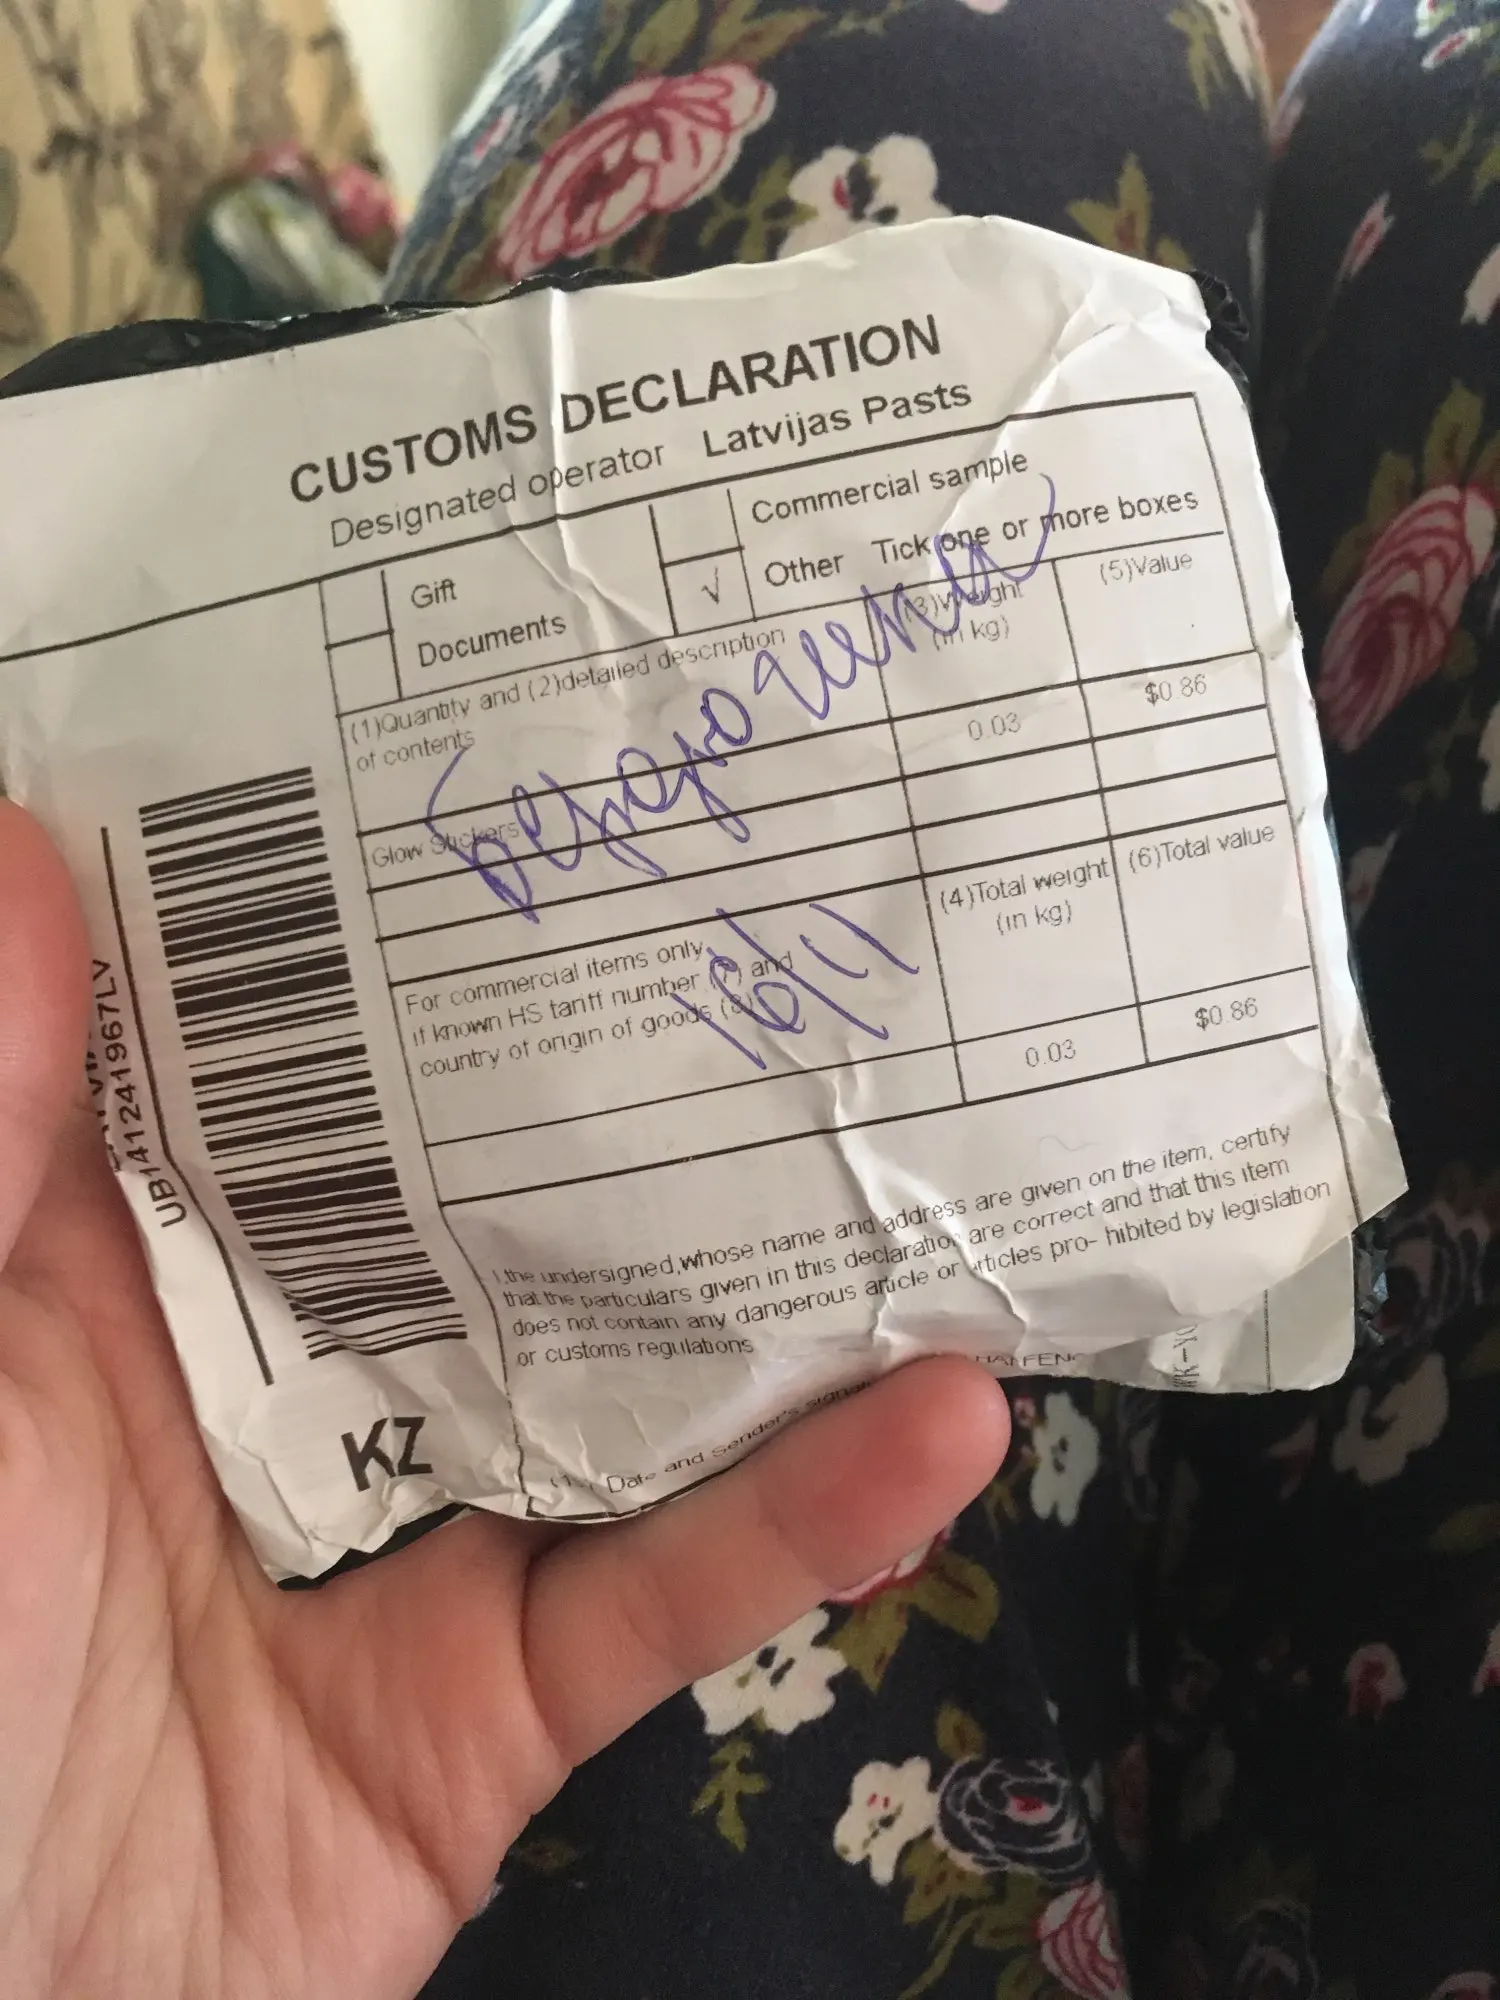 CUSTOMS DECLARATION
Designated operator Latvijas Pasts
Gift
Commercial sample
Documents
✓ Other Tick one or more boxes
(1)Quantity and (2)detailed description
of contents
(3)Weight
(in kg)
(5)Value
Glow Stickers
0.03
$0.86
For commercial items only
if known HS tariff number (7) and
country of origin of goods (8)
(4)Total weight
(in kg)
(6)Total value
0.03
$0.86
16/11
I,the undersigned,whose name and address are given on the item, certify
that the particulars given in this declaration are correct and that this item
does not contain any dangerous article or articles pro- hibited by legislation
or customs regulations
Date and Sender's
UB141241967LV
KZ